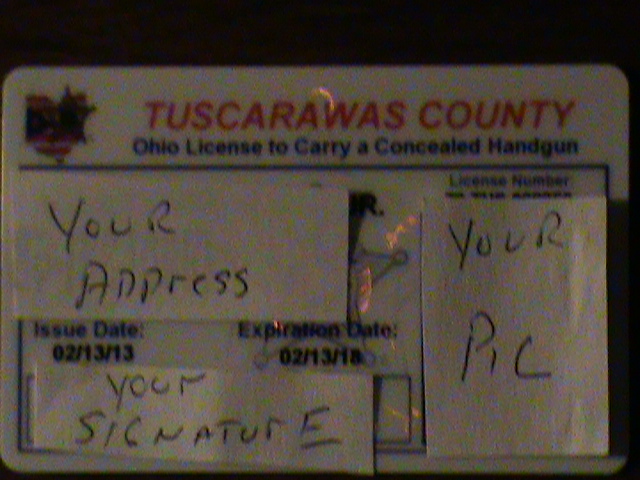 TUSCARAWAS COUNTY
Ohio License to Carry a Concealed Handgun
License Number
R.
YOUR
ADDress
YOUR
PIC
Issue Date:
02/13/13
Expiration Date:
02/13/18
YOUr
SIGNATUrE